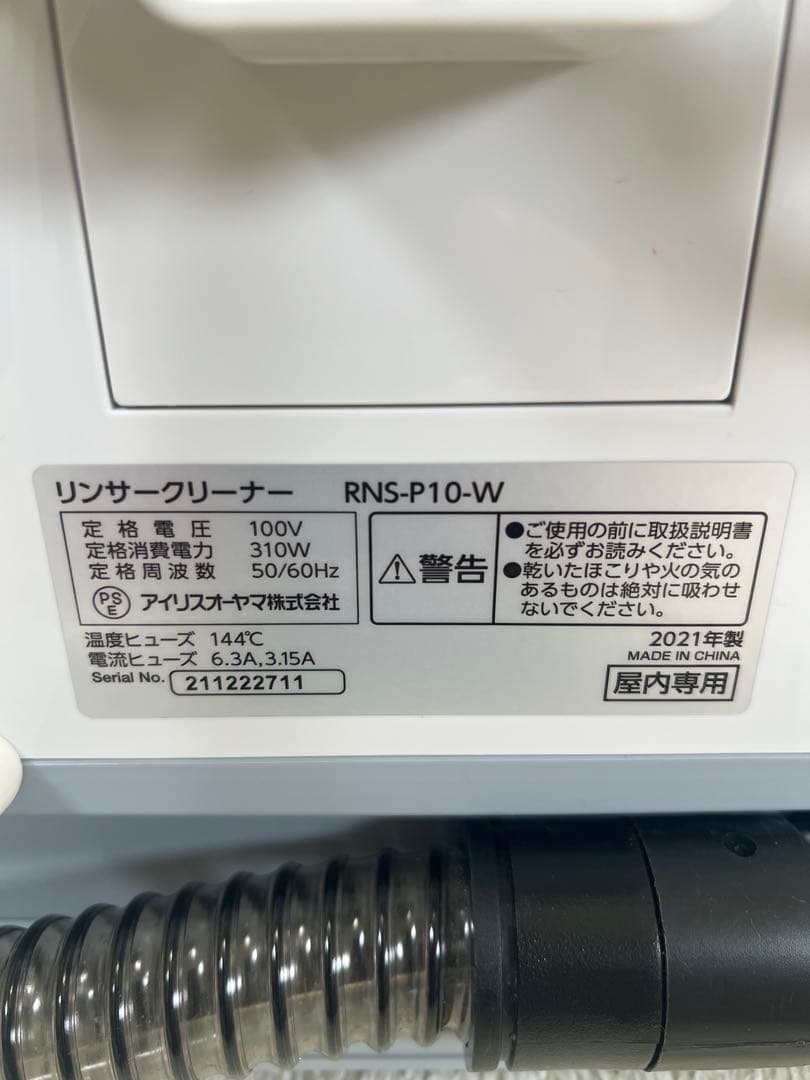 リンサークリーナー RNS-P10-W
定格電圧 100V
定格消費電力 310W
定格周波数 50/60Hz
PSE アイリスオーヤマ株式会社
警告
●ご使用の前に取扱説明書
を必ずお読みください。
●乾いたほこりや火の気の
あるものは絶対に吸わせ
ないでください。
温度ヒューズ 144℃
電流ヒューズ 6.3A,3.15A
Serial No. 211222711
2021年製
MADE IN CHINA
屋内専用